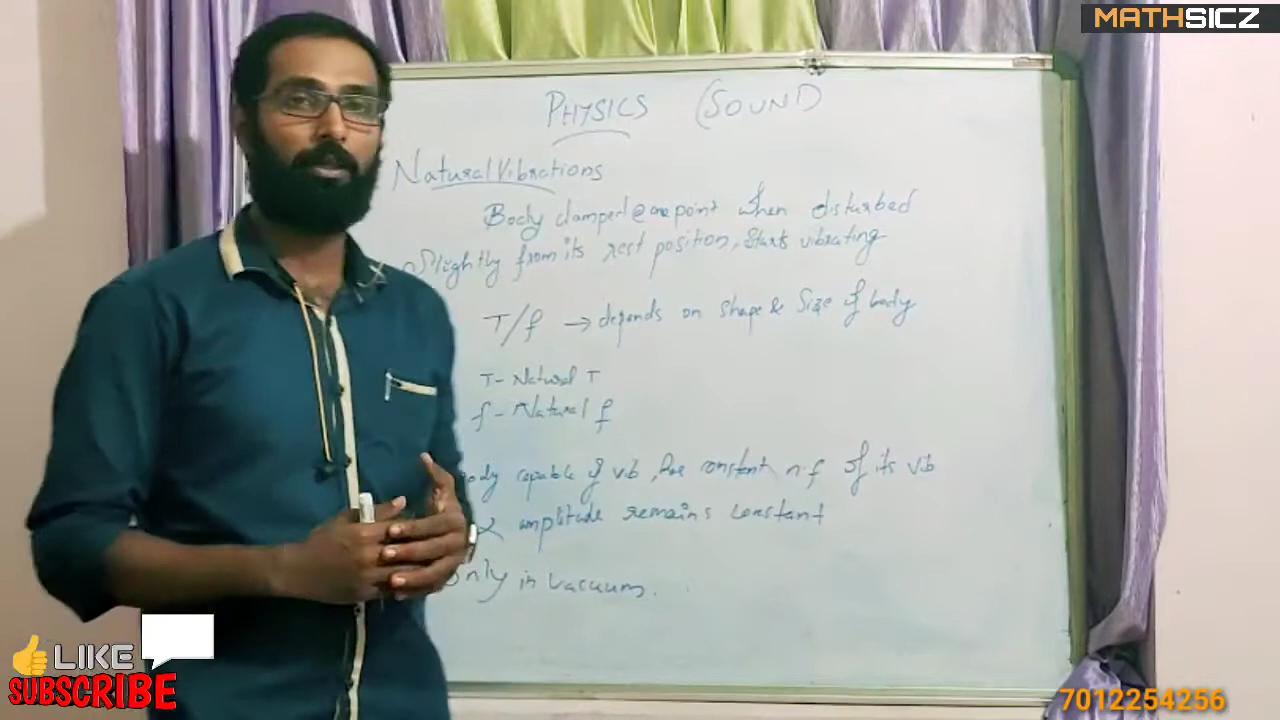 MATHSICZ
PHYSICS (SOUND
Natural Vibrations
Body clamped @ one point when disturbed
Slightly from its rest position, starts vibrating
T/f → depends on shape & Size of body
T - Natural T
f - Natural f
body capable of vib, has constant n.f of its vib
& amplitude remains constant
only in vacuum.
LIKE
SUBSCRIBE
7012254256